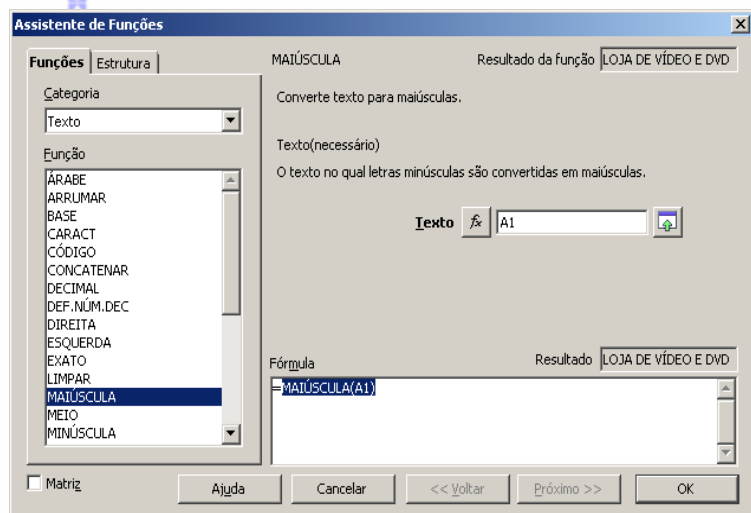 Assistente de Funções
Funções
Estrutura
MAIÚSCULA
Resultado da função LOJA DE VÍDEO E DVD
Categoria
Texto
Converte texto para maiúsculas.
Função
ÁRABE
ARRUMAR
BASE
CARACT
CÓDIGO
CONCATENAR
DECIMAL
DEF.NÚM.DEC
DIREITA
ESQUERDA
EXATO
LIMPAR
MAIÚSCULA
MEIO
MINÚSCULA
Texto(necessário)
O texto no qual letras minúsculas são convertidas em maiúsculas.
Texto fx A1
Fórmula
Resultado LOJA DE VÍDEO E DVD
=MAIÚSCULA(A1)
Matriz
Ajuda
Cancelar
<< Voltar
Próximo >>
OK